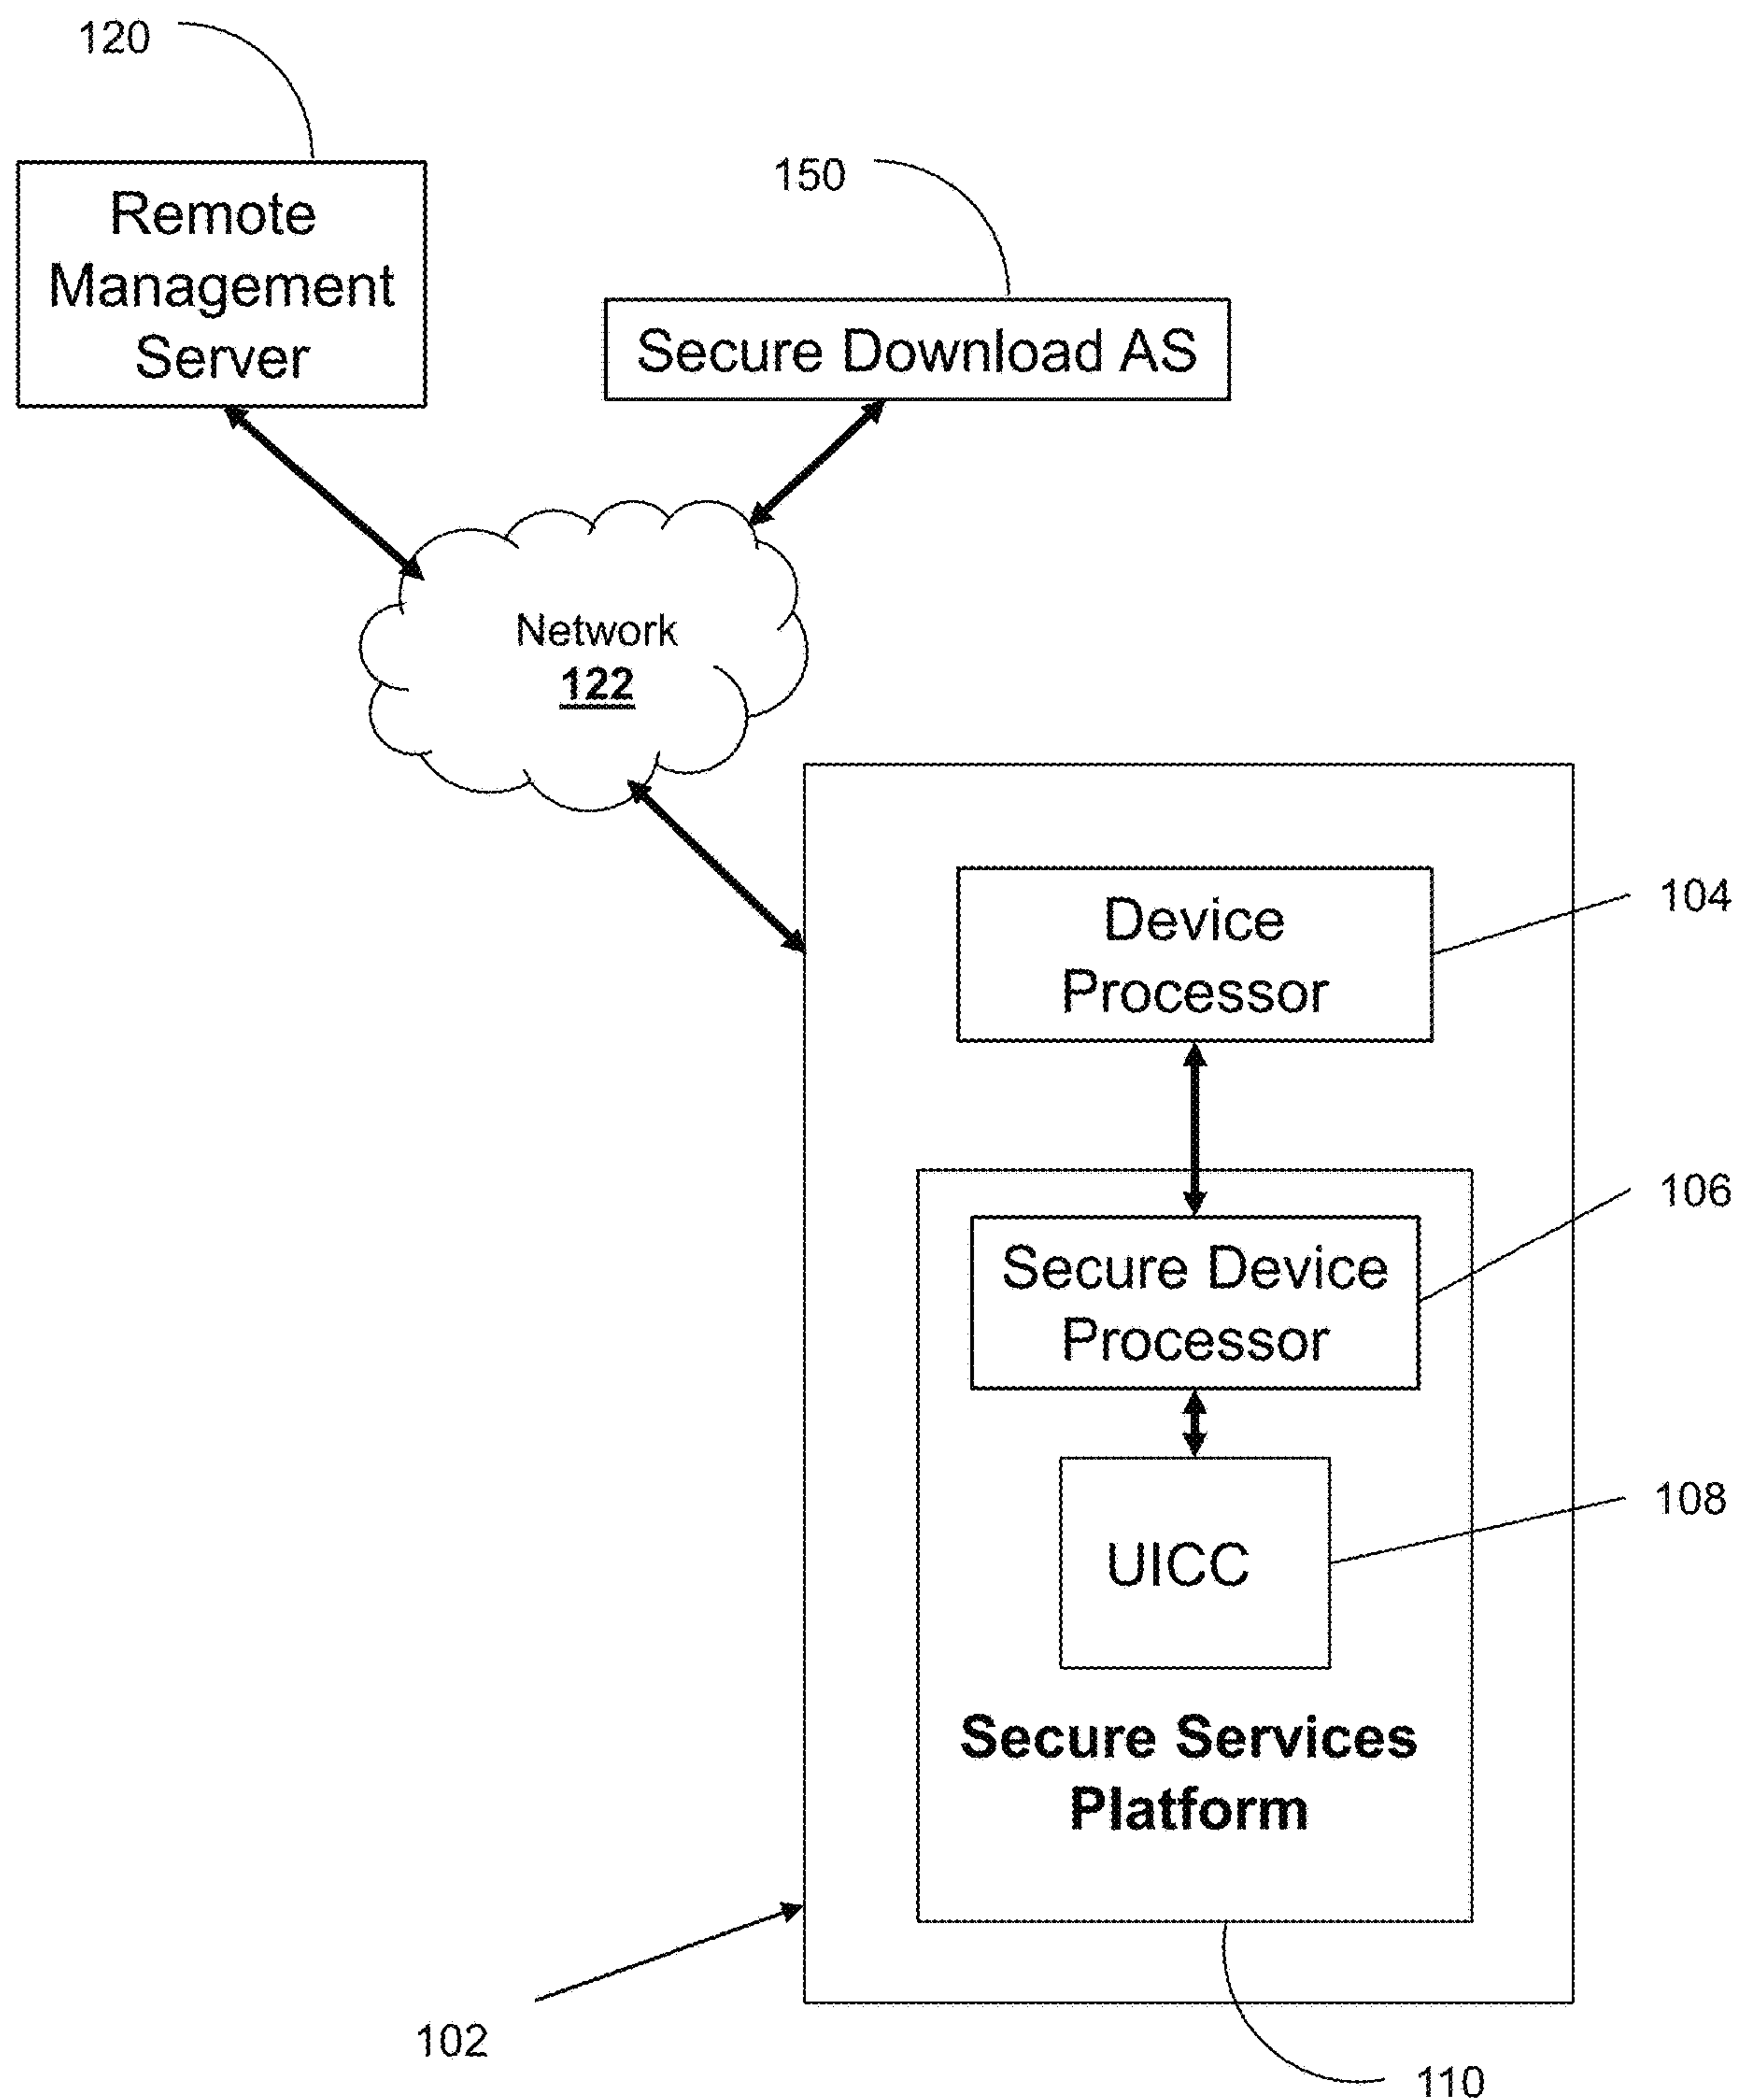 120
Remote
Management
Server
150
Secure Download AS
Network
122
Device
Processor
104
Secure Device
Processor
106
UICC
108
Secure Services
Platform
102
110